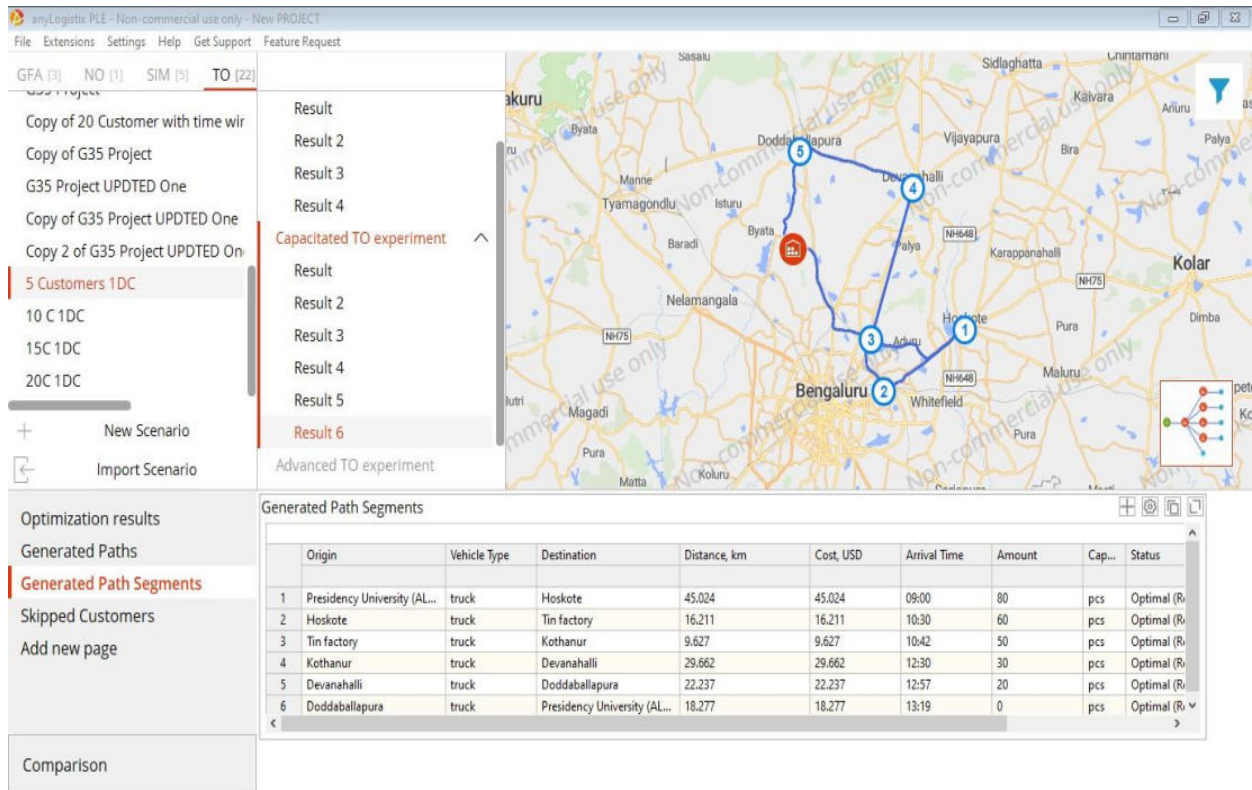 anyLogistix PLE - Non-commercial use only - New PROJECT
File Extensions Settings Help Get Support Feature Request
GFA [3] NO [1] SIM [5] TO [22]
Copy of 20 Customer with time wir
Copy of G35 Project
G35 Project UPDTED One
Copy of G35 Project UPDTED One
Copy 2 of G35 Project UPDTED On
5 Customers 1DC
10 C 1DC
15C 1DC
20C 1DC
New Scenario
Import Scenario
Result
Result 2
Result 3
Result 4
Capacitated TO experiment
Result
Result 2
Result 3
Result 4
Result 5
Result 6
Advanced TO experiment
Sasalu
Sidlaghatta
Chintamani
akuru
Kaivara
Byata
Doddaballapura
5
Vijayapura
Bira
Palya
Manne
Devanahalli
4
Tyamagondlu
Isturu
Byata
NH648
Baradi
Palya
Karappanahalli
Kolar
NH75
Nelamangala
Hoskote
1
Dimba
NH75
3
Aduru
Pura
Bengaluru
2
NH648
Maluru
Whitefield
Magadi
Pura
Pura
Matta
Koluru
Non-commercial use only
Optimization results
Generated Paths
Generated Path Segments
Skipped Customers
Add new page
Comparison
Generated Path Segments
Origin Vehicle Type Destination Distance, km Cost, USD Arrival Time Amount Cap... Status
1 Presidency University (AL... truck Hoskote 45.024 45.024 09:00 80 pcs Optimal (R
2 Hoskote truck Tin factory 16.211 16.211 10:30 60 pcs Optimal (R
3 Tin factory truck Kothanur 9.627 9.627 10:42 50 pcs Optimal (R
4 Kothanur truck Devanahalli 29.662 29.662 12:30 30 pcs Optimal (R
5 Devanahalli truck Doddaballapura 22.237 22.237 12:57 20 pcs Optimal (R
6 Doddaballapura truck Presidency University (AL... 18.277 18.277 13:19 0 pcs Optimal (R